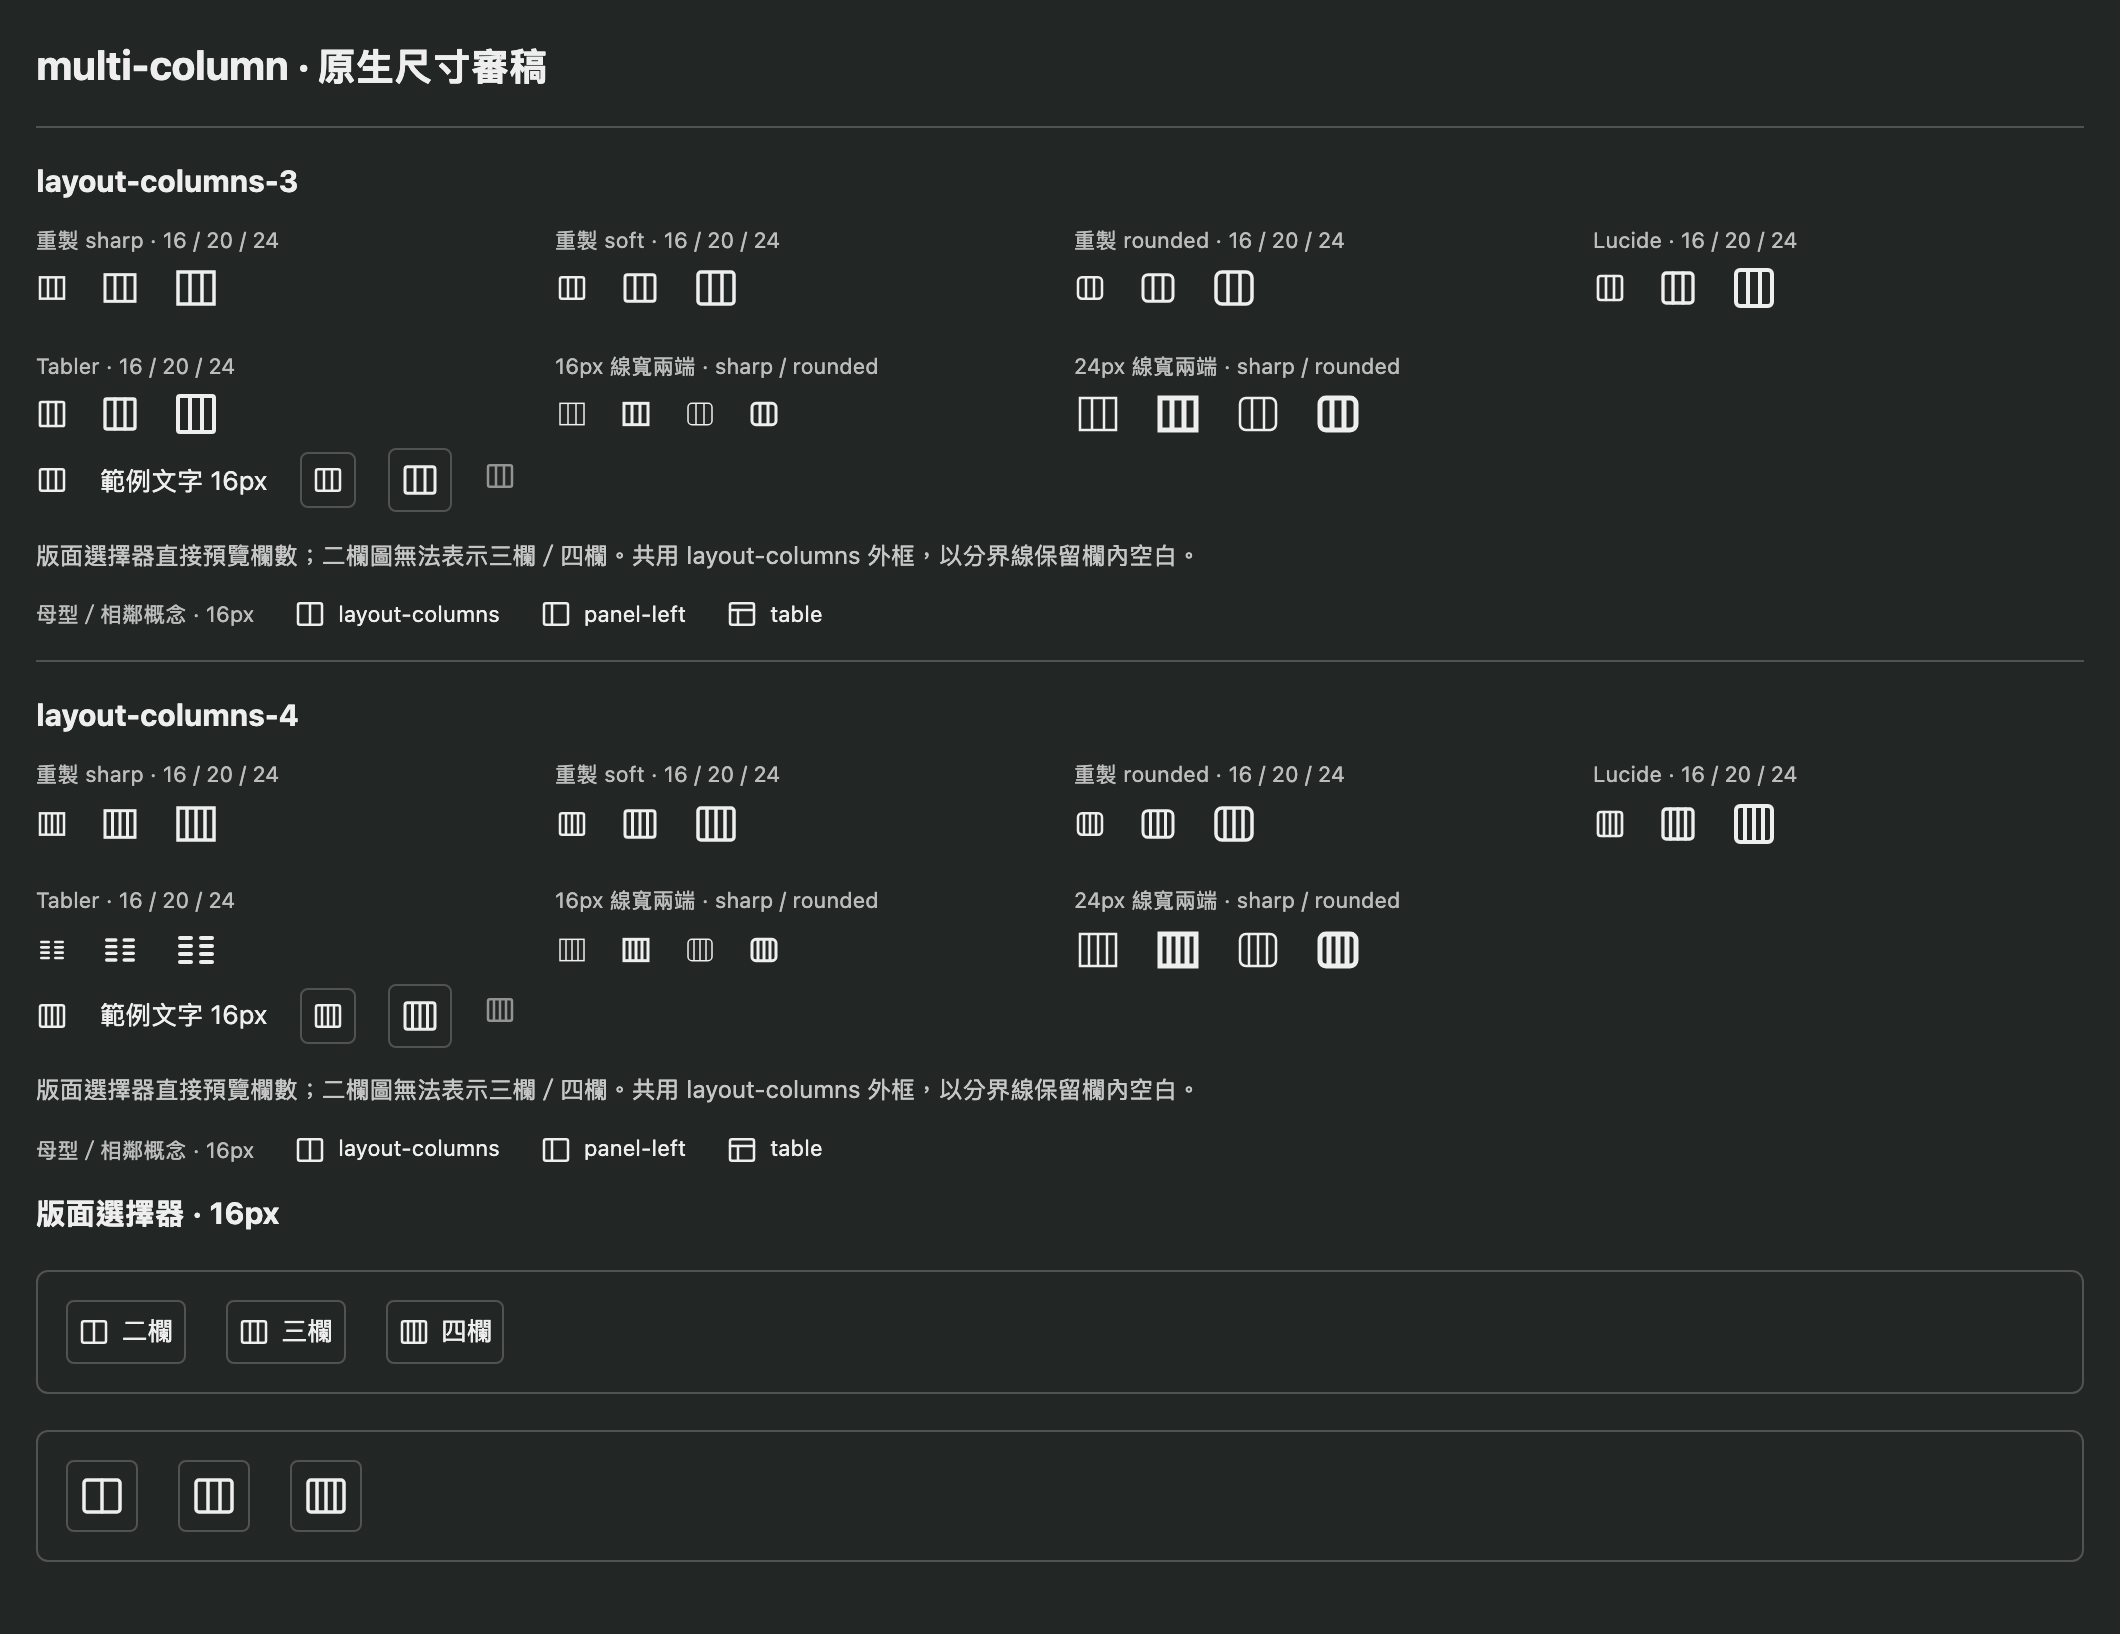 multi-column · 原生尺寸審稿
layout-columns-3
重製 sharp · 16 / 20 / 24
重製 soft · 16 / 20 / 24
重製 rounded · 16 / 20 / 24
Lucide · 16 / 20 / 24
Tabler · 16 / 20 / 24
16px 線寬兩端 · sharp / rounded
24px 線寬兩端 · sharp / rounded
範例文字 16px
版面選擇器直接預覽欄數；二欄圖無法表示三欄 / 四欄。共用 layout-columns 外框，以分界線保留欄內空白。
母型 / 相鄰概念 · 16px
layout-columns
panel-left
table
layout-columns-4
重製 sharp · 16 / 20 / 24
重製 soft · 16 / 20 / 24
重製 rounded · 16 / 20 / 24
Lucide · 16 / 20 / 24
Tabler · 16 / 20 / 24
16px 線寬兩端 · sharp / rounded
24px 線寬兩端 · sharp / rounded
範例文字 16px
版面選擇器直接預覽欄數；二欄圖無法表示三欄 / 四欄。共用 layout-columns 外框，以分界線保留欄內空白。
母型 / 相鄰概念 · 16px
layout-columns
panel-left
table
版面選擇器 · 16px
二欄
三欄
四欄